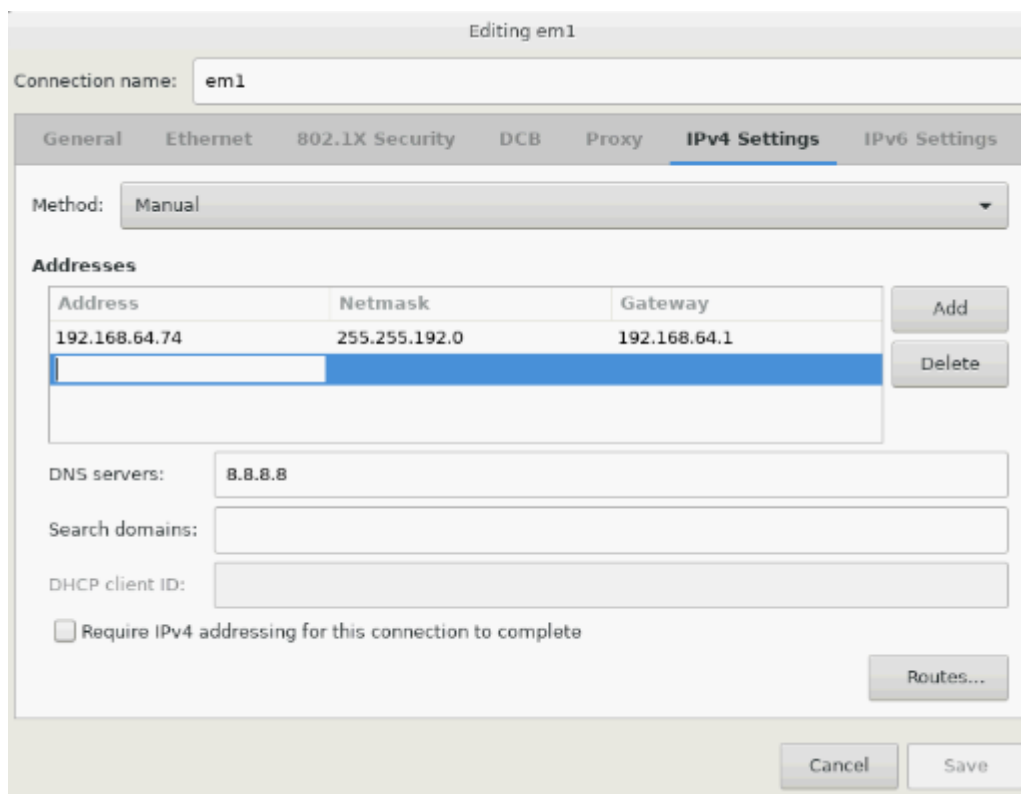 Editing em1
Connection name: em1
General Ethernet 802.1X Security DCB Proxy IPv4 Settings IPv6 Settings
Method: Manual
Addresses
Address Netmask Gateway Add
192.168.64.74 255.255.192.0 192.168.64.1
Delete
DNS servers: 8.8.8.8
Search domains:
DHCP client ID:
Require IPv4 addressing for this connection to complete
Routes...
Cancel Save